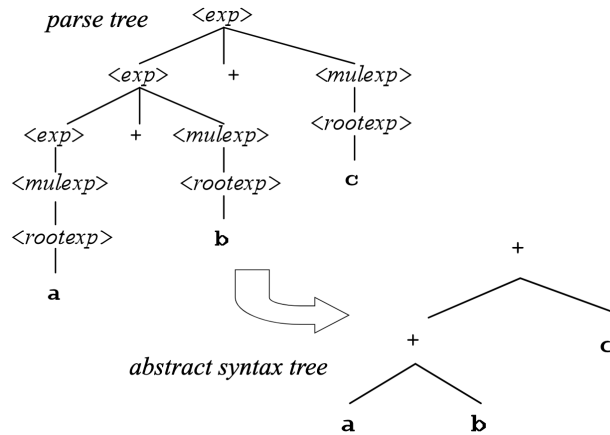 parse tree
<exp>
<exp> + <mulexp>
<exp> + <mulexp> <rootexp>
<mulexp> <rootexp> c
<rootexp> b
a
+
abstract syntax tree
+ c
a b